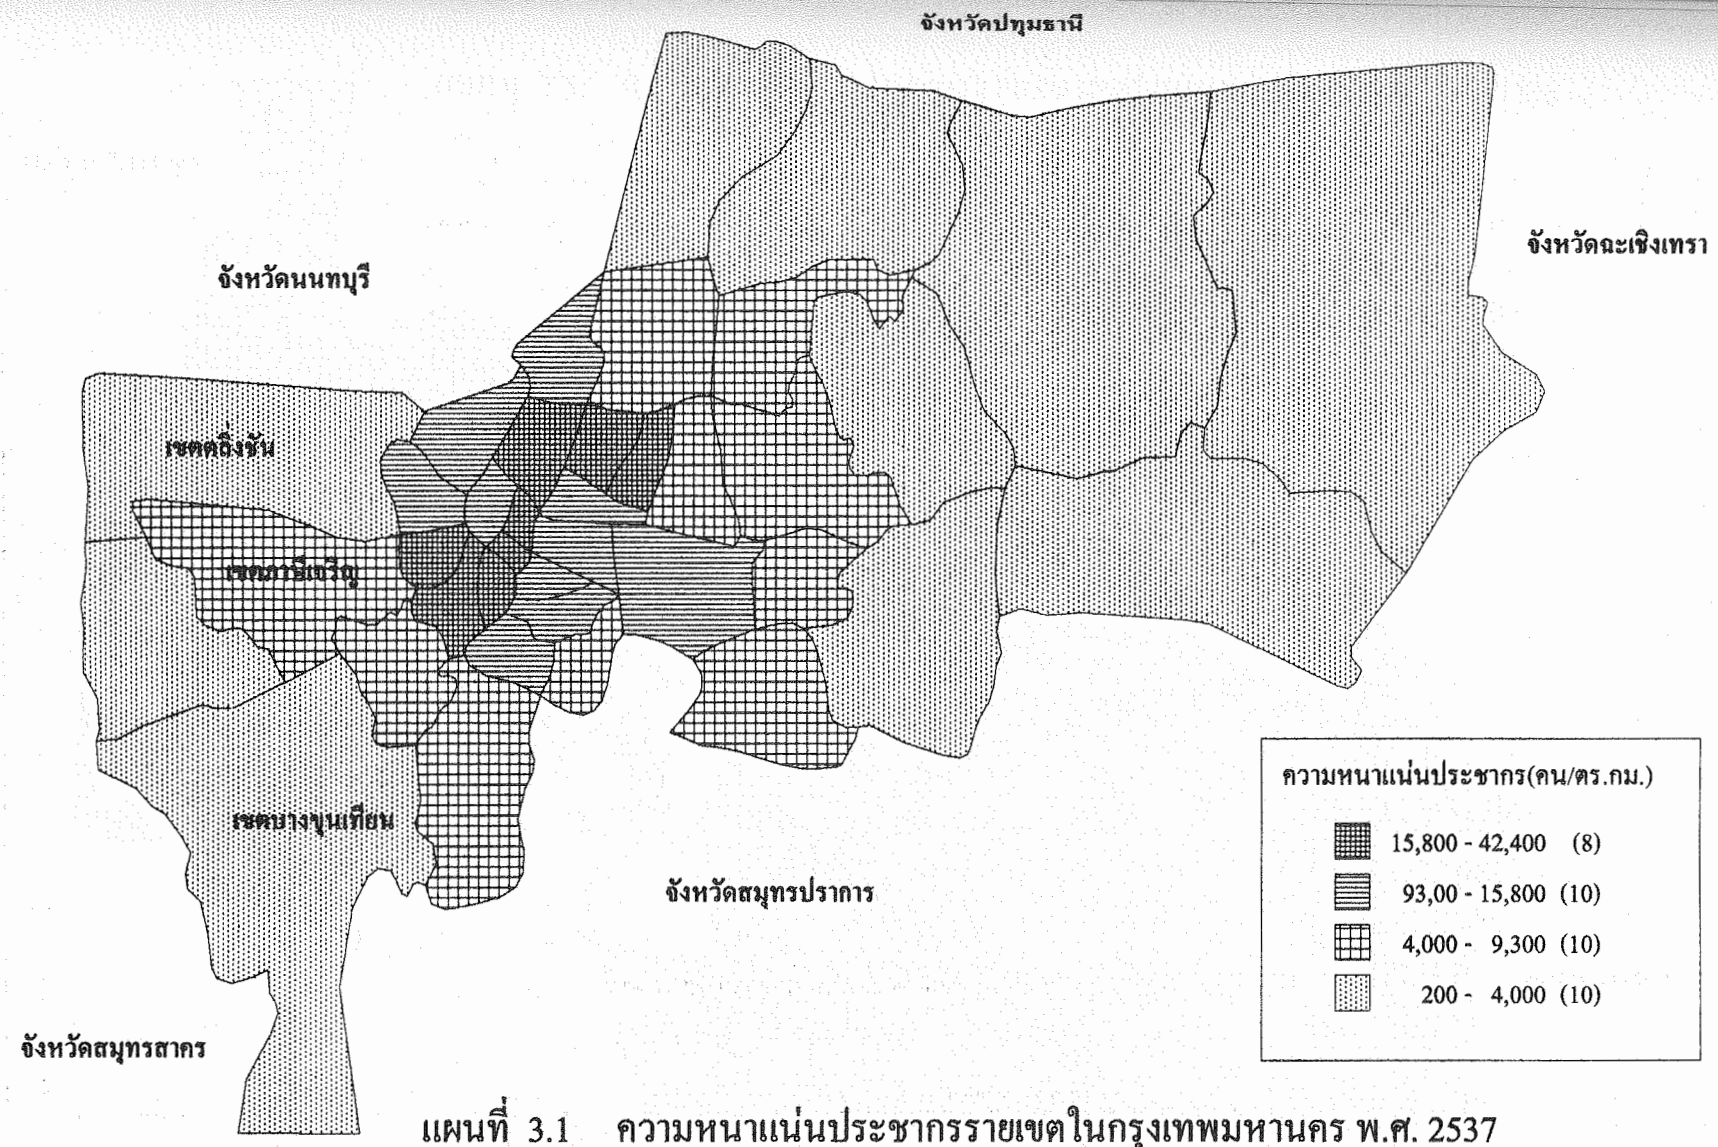 จังหวัดปทุมธานี
จังหวัดฉะเชิงเทรา
จังหวัดนนทบุรี
เขตตลิ่งชัน
เขตภาษีเจริญ
เขตบางขุนเทียน
จังหวัดสมุทรปราการ
จังหวัดสมุทรสาคร
ความหนาแน่นประชากร(คน/ตร.กม.)
15,800 - 42,400 (8)
93,00 - 15,800 (10)
4,000 - 9,300 (10)
200 - 4,000 (10)
แผนที่ 3.1 ความหนาแน่นประชากรรายเขตในกรุงเทพมหานคร พ.ศ. 2537